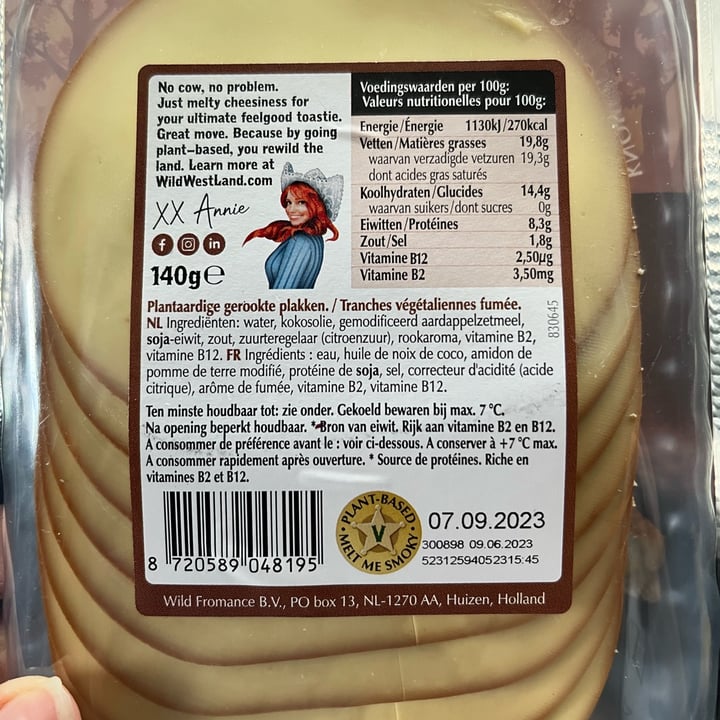 No cow, no problem.
Just melty cheesiness for
your ultimate feelgood toastie.
Great move. Because by going
plant-based, you rewild the
land. Learn more at
WildWestLand.com
XX Annie
140g℮
Voedingswaarden per 100g:
Valeurs nutritionelles pour 100g:
Energie/Énergie 1130kJ/270kcal
Vetten/Matières grasses 19,8g
waarvan verzadigde vetzuren 19,3g
dont acides gras saturés
Koolhydraten/Glucides 14,4g
waarvan suikers/dont sucres 0g
Eiwitten/Protéines 8,3g
Zout/Sel 1,8g
Vitamine B12 2,50µg
Vitamine B2 3,50mg
Plantaardige gerookte plakken. / Tranches végétaliennes fumée.
NL Ingrediënten: water, kokosolie, gemodificeerd aardappelzetmeel,
soja-eiwit, zout, zuurteregelaar (citroenzuur), rookaroma, vitamine B2,
vitamine B12. FR Ingrédients : eau, huile de noix de coco, amidon de
pomme de terre modifié, protéine de soja, sel, correcteur d'acidité (acide
citrique), arôme de fumée, vitamine B2, vitamine B12.
830645
Ten minste houdbaar tot: zie onder. Gekoeld bewaren bij max. 7 °C.
Na opening beperkt houdbaar. *Bron van eiwit. Rijk aan vitamine B2 en B12.
A consommer de préférence avant le : voir ci-dessous. A conserver à +7 °C max.
A consommer rapidement après ouverture. * Source de protéines. Riche en
vitamines B2 et B12.
8 720589 048195
PLANT-BASED
V
MELT ME SMOKY
07.09.2023
300898 09.06.2023
52312594052315:45
Wild Fromance B.V., PO box 13, NL-1270 AA, Huizen, Holland